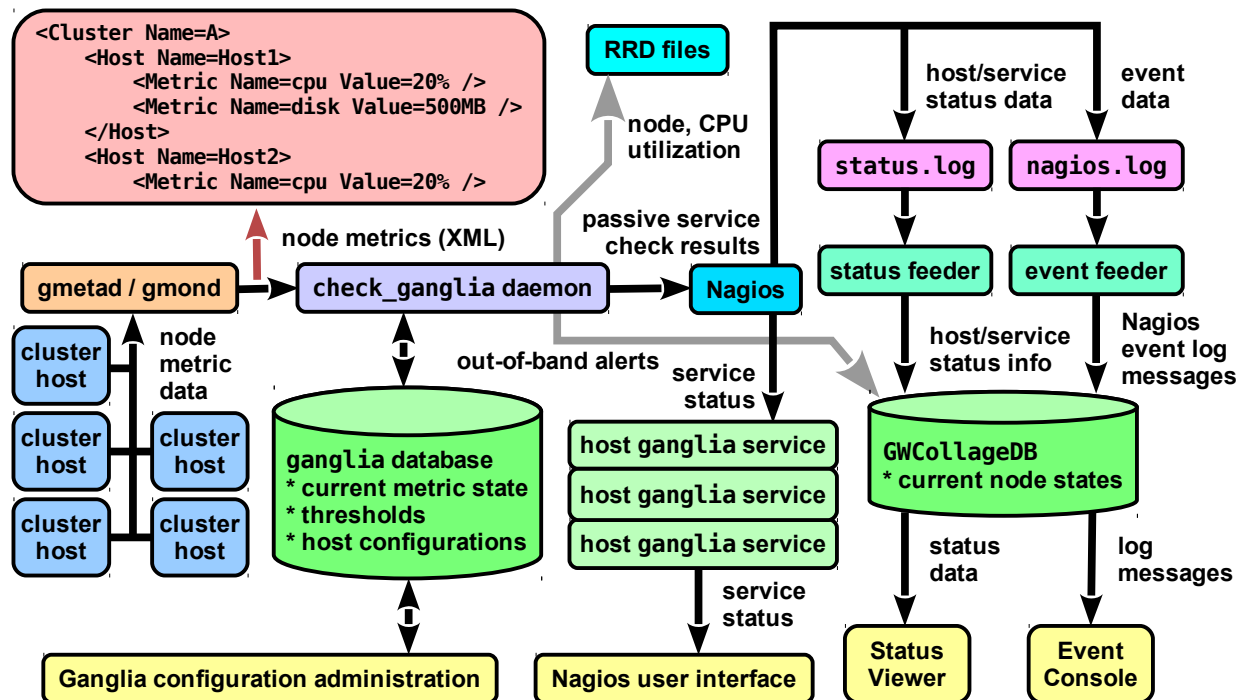 <Cluster Name=A>
<Host Name=Host1>
<Metric Name=cpu Value=20% />
<Metric Name=disk Value=500MB />
</Host>
<Host Name=Host2>
<Metric Name=cpu Value=20% />
RRD files
node, CPU
utilization
host/service
status data
event
data
status.log
nagios.log
node metrics (XML)
passive service
check results
gmetad / gmond
check_ganglia daemon
Nagios
status feeder
event feeder
node
metric
data
out-of-band alerts
service
status
host/service
status info
Nagios
event log
messages
cluster
host
cluster
host
cluster
host
cluster
host
cluster
host
ganglia database
* current metric state
* thresholds
* host configurations
host ganglia service
host ganglia service
host ganglia service
GWCollageDB
* current node states
service
status
status
data
log
messages
Ganglia configuration administration
Nagios user interface
Status
Viewer
Event
Console